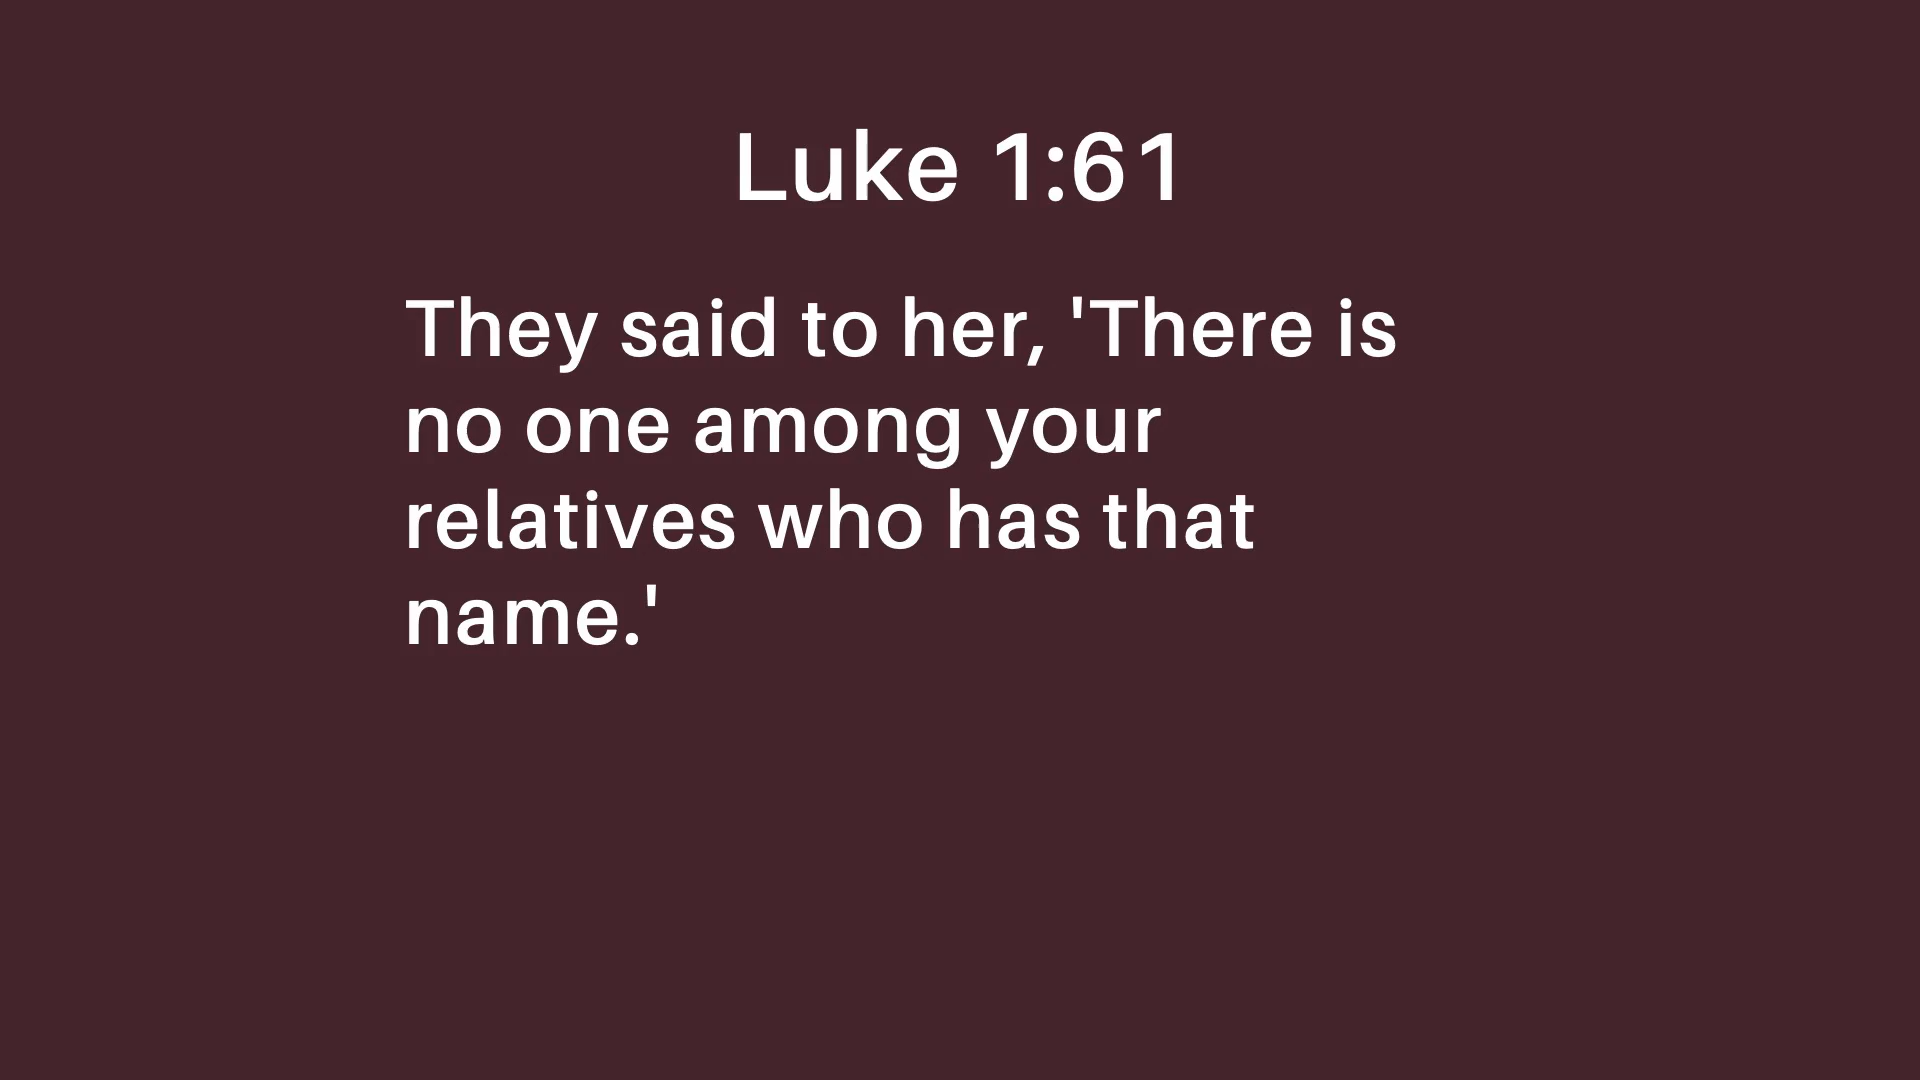 Luke 1:61
They said to her, 'There is
no one among your
relatives who has that
name.'